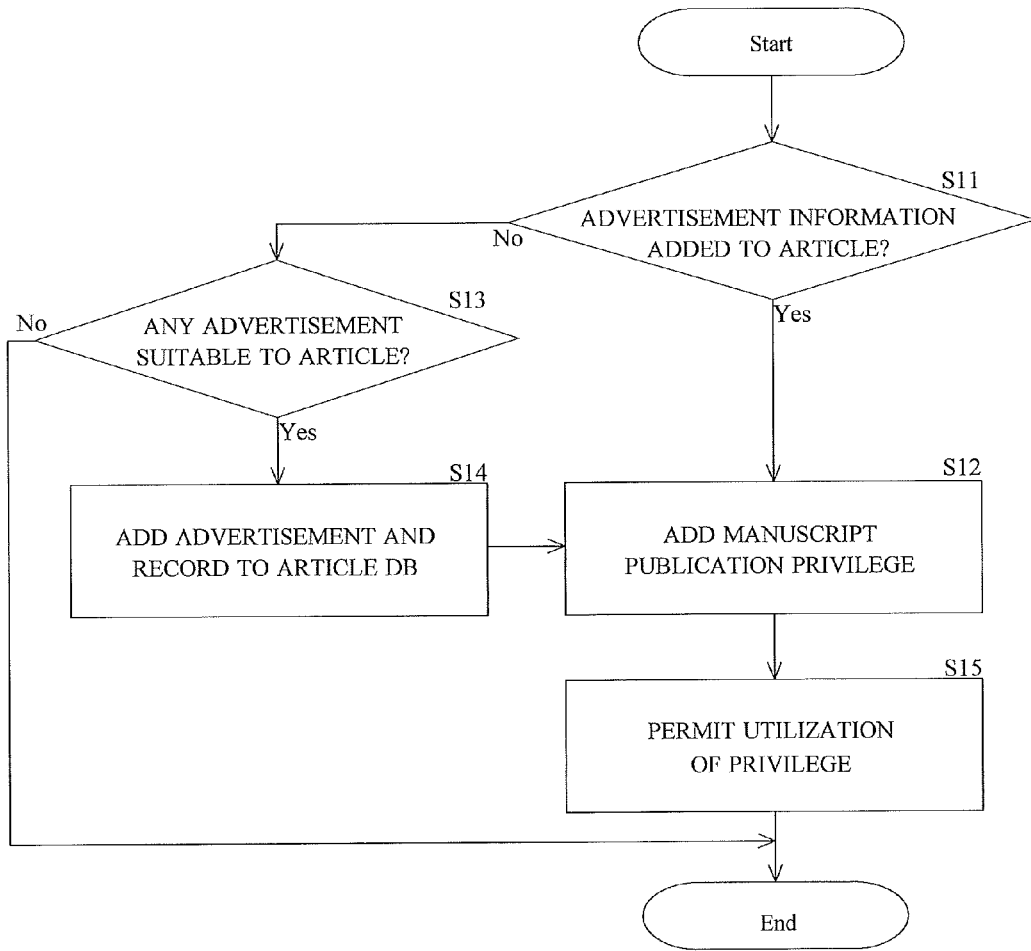 Start
S11
ADVERTISEMENT INFORMATION
ADDED TO ARTICLE?
No
Yes
S13
No
ANY ADVERTISEMENT
SUITABLE TO ARTICLE?
Yes
S14
ADD ADVERTISEMENT AND
RECORD TO ARTICLE DB
S12
ADD MANUSCRIPT
PUBLICATION PRIVILEGE
S15
PERMIT UTILIZATION
OF PRIVILEGE
End